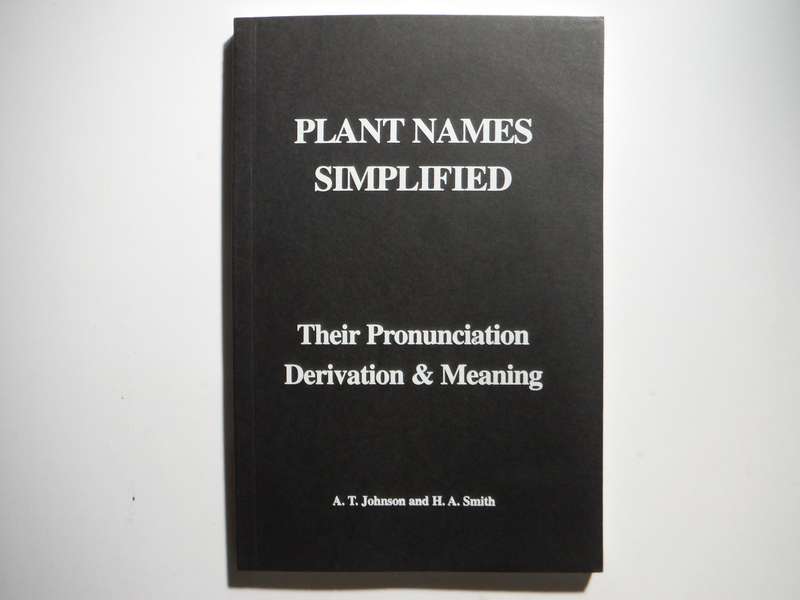 PLANT NAMES
SIMPLIFIED
Their Pronunciation
Derivation & Meaning
A. T. Johnson and H. A. Smith